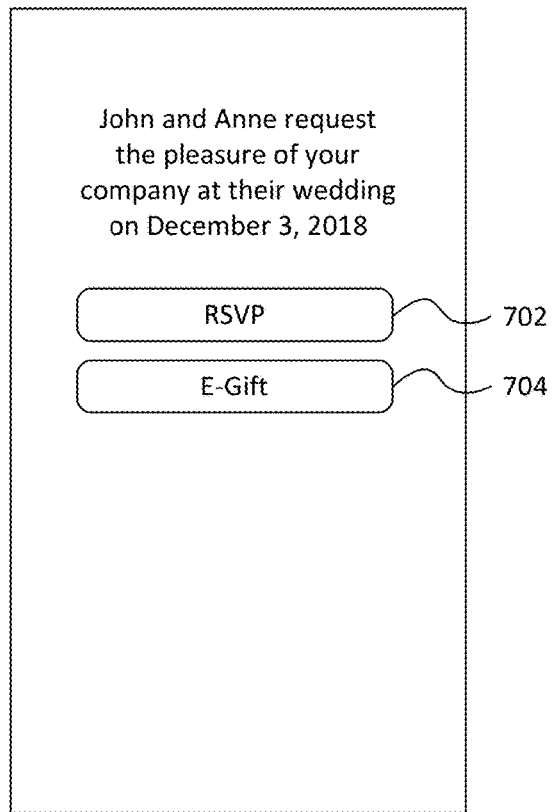 John and Anne request
the pleasure of your
company at their wedding
on December 3, 2018
RSVP
702
E-Gift
704